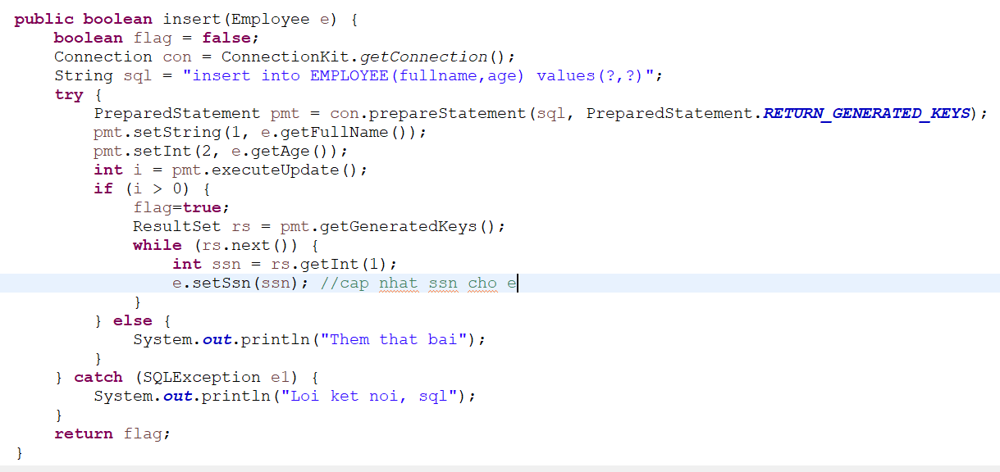 public boolean insert(Employee e) {
    boolean flag = false;
    Connection con = ConnectionKit.getConnection();
    String sql = "insert into EMPLOYEE(fullname,age) values(?,?)";
    try {
        PreparedStatement pmt = con.prepareStatement(sql, PreparedStatement.RETURN_GENERATED_KEYS);
        pmt.setString(1, e.getFullName());
        pmt.setInt(2, e.getAge());
        int i = pmt.executeUpdate();
        if (i > 0) {
            flag=true;
            ResultSet rs = pmt.getGeneratedKeys();
            while (rs.next()) {
                int ssn = rs.getInt(1);
                e.setSsn(ssn); //cap nhat ssn cho e
            }
        } else {
            System.out.println("Them that bai");
        }
    } catch (SQLException e1) {
        System.out.println("Loi ket noi, sql");
    }
    return flag;
}